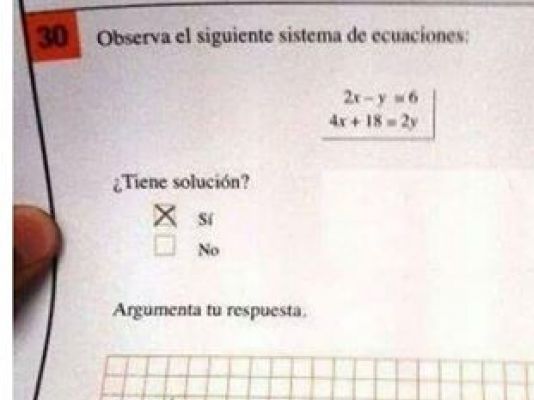 30 Observa el siguiente sistema de ecuaciones:
2x - y = 6
4x + 18 = 2y
¿Tiene solución?
Sí
No
Argumenta tu respuesta.